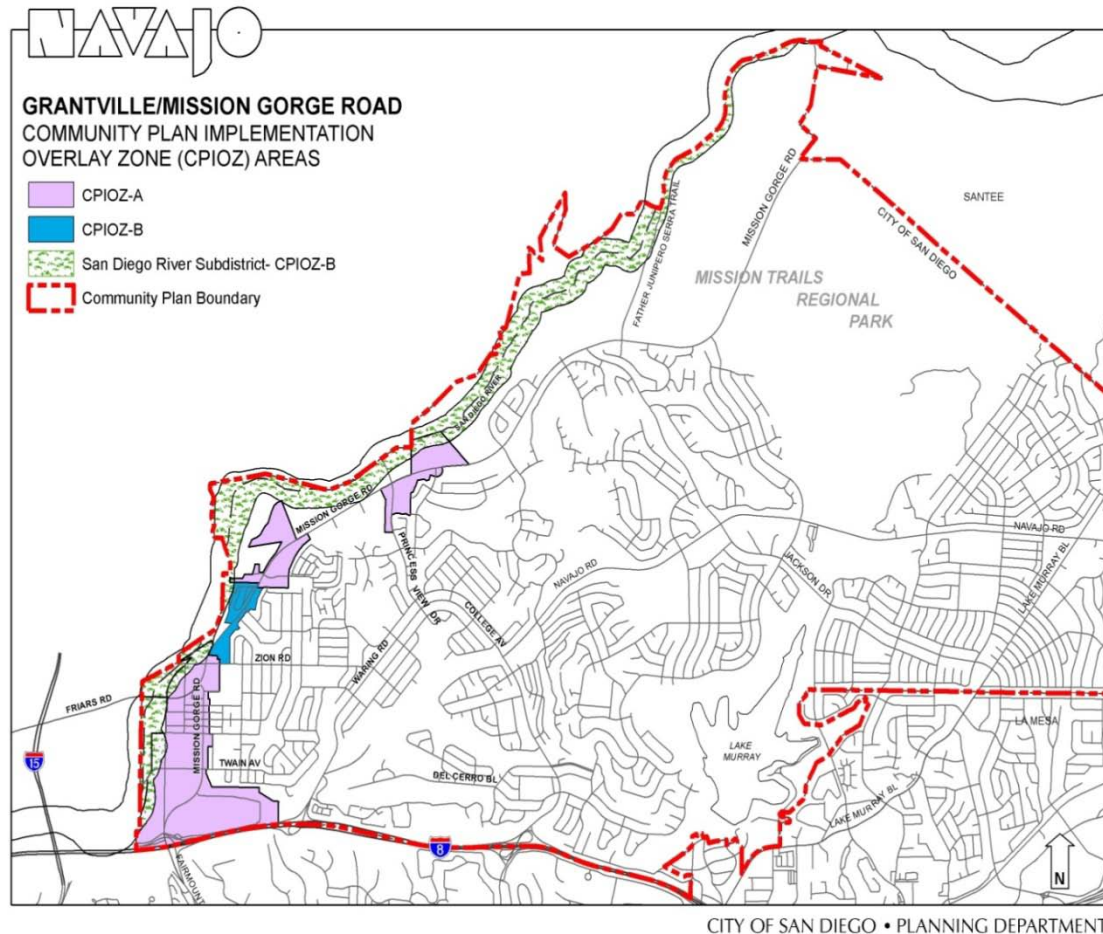 NAVAJO
GRANTVILLE/MISSION GORGE ROAD
COMMUNITY PLAN IMPLEMENTATION
OVERLAY ZONE (CPIOZ) AREAS
CPIOZ-A
CPIOZ-B
San Diego River Subdistrict- CPIOZ-B
Community Plan Boundary
SANTEE
MISSION GORGE RD
CITY OF SAN DIEGO
FATHER JUNIPERO SERRA TRAIL
MISSION TRAILS
REGIONAL
PARK
SAN DIEGO RIVER
MISSION GORGE RD
NAVAJO RD
PRINCESS VIEW DR
NAVAJO RD
JACKSON DR
LAKE MURRAY BL
COLLEGE AV
WARING RD
ZION RD
FRIARS RD
MISSION GORGE RD
LA MESA
15
TWAIN AV
LAKE
MURRAY
DEL CERRO BL
LAKE MURRAY BL
8
FAIRMOUNT
N
CITY OF SAN DIEGO • PLANNING DEPARTMENT